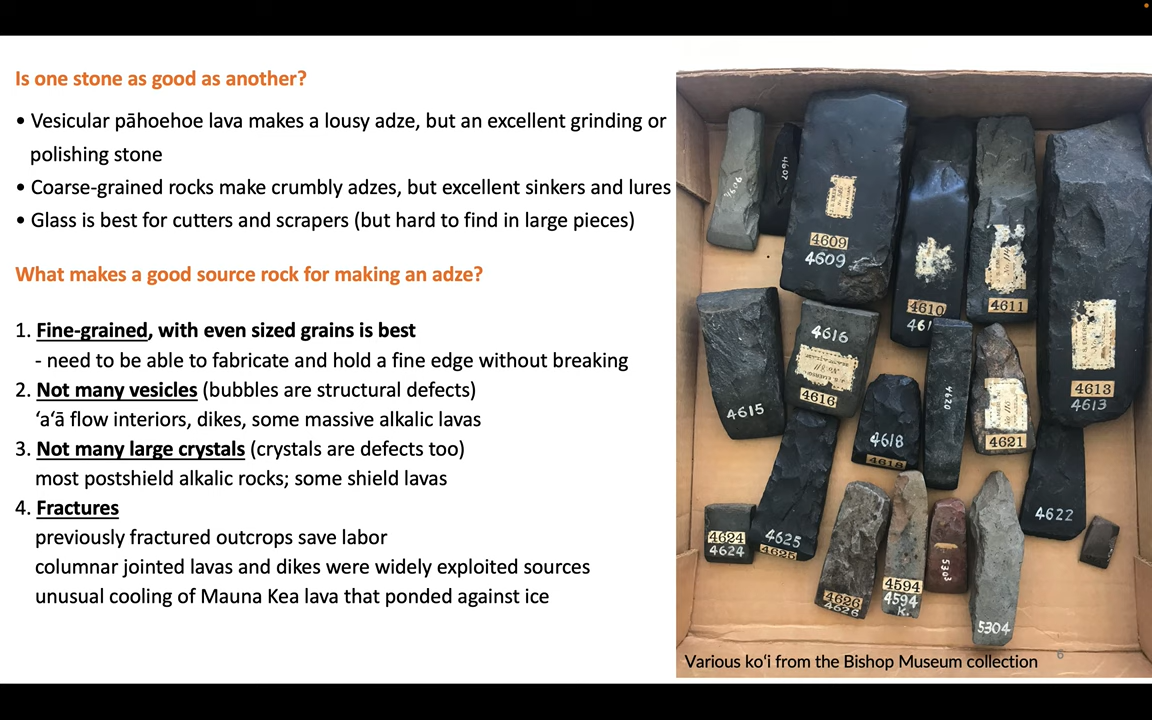 Is one stone as good as another?
• Vesicular pāhoehoe lava makes a lousy adze, but an excellent grinding or
polishing stone
• Coarse-grained rocks make crumbly adzes, but excellent sinkers and lures
• Glass is best for cutters and scrapers (but hard to find in large pieces)
What makes a good source rock for making an adze?
1. Fine-grained, with even sized grains is best
- need to be able to fabricate and hold a fine edge without breaking
2. Not many vesicles (bubbles are structural defects)
ʻaʻā flow interiors, dikes, some massive alkalic lavas
3. Not many large crystals (crystals are defects too)
most postshield alkalic rocks; some shield lavas
4. Fractures
previously fractured outcrops save labor
columnar jointed lavas and dikes were widely exploited sources
unusual cooling of Mauna Kea lava that ponded against ice
4607
4609
4609
4610
461
4611
4613
4613
4615
4616
4616
4618
4618
4620
4621
4622
4624
4624
4625
4625
4626
4626
4594
4594
K.
5303
5304
Various koʻi from the Bishop Museum collection
6